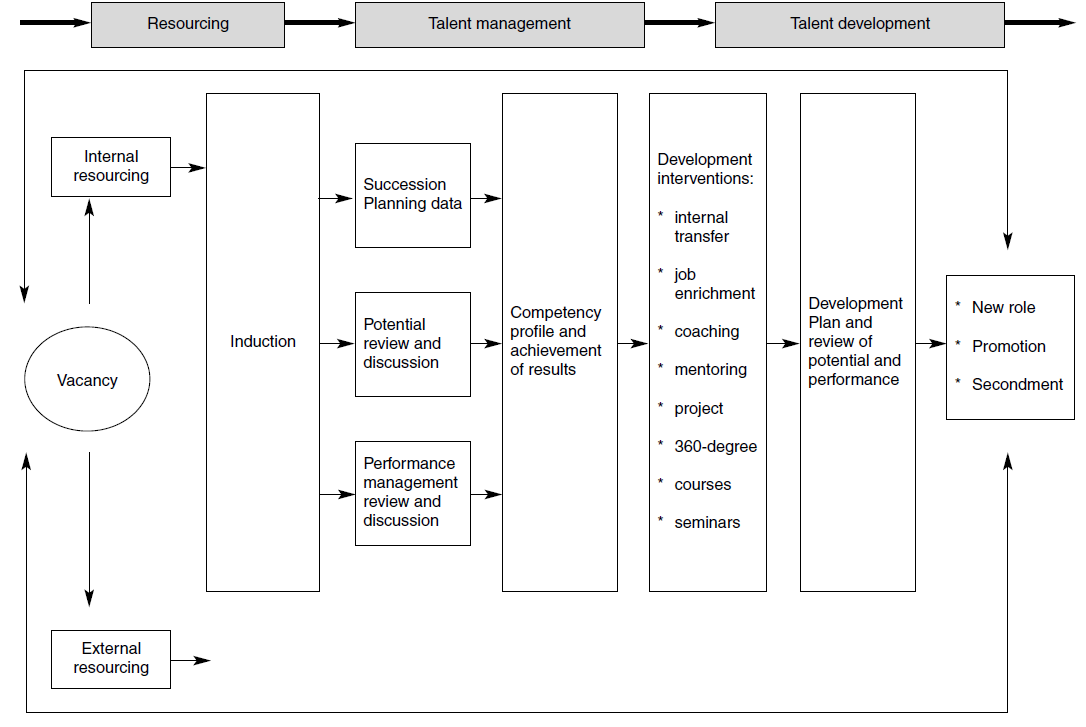 Resourcing
Talent management
Talent development
Internal
resourcing
Vacancy
External
resourcing
Induction
Succession
Planning data
Potential
review and
discussion
Performance
management
review and
discussion
Competency
profile and
achievement
of results
Development
interventions:
* internal
transfer
* job
enrichment
* coaching
* mentoring
* project
* 360-degree
* courses
* seminars
Development
Plan and
review of
potential and
performance
* New role
* Promotion
* Secondment